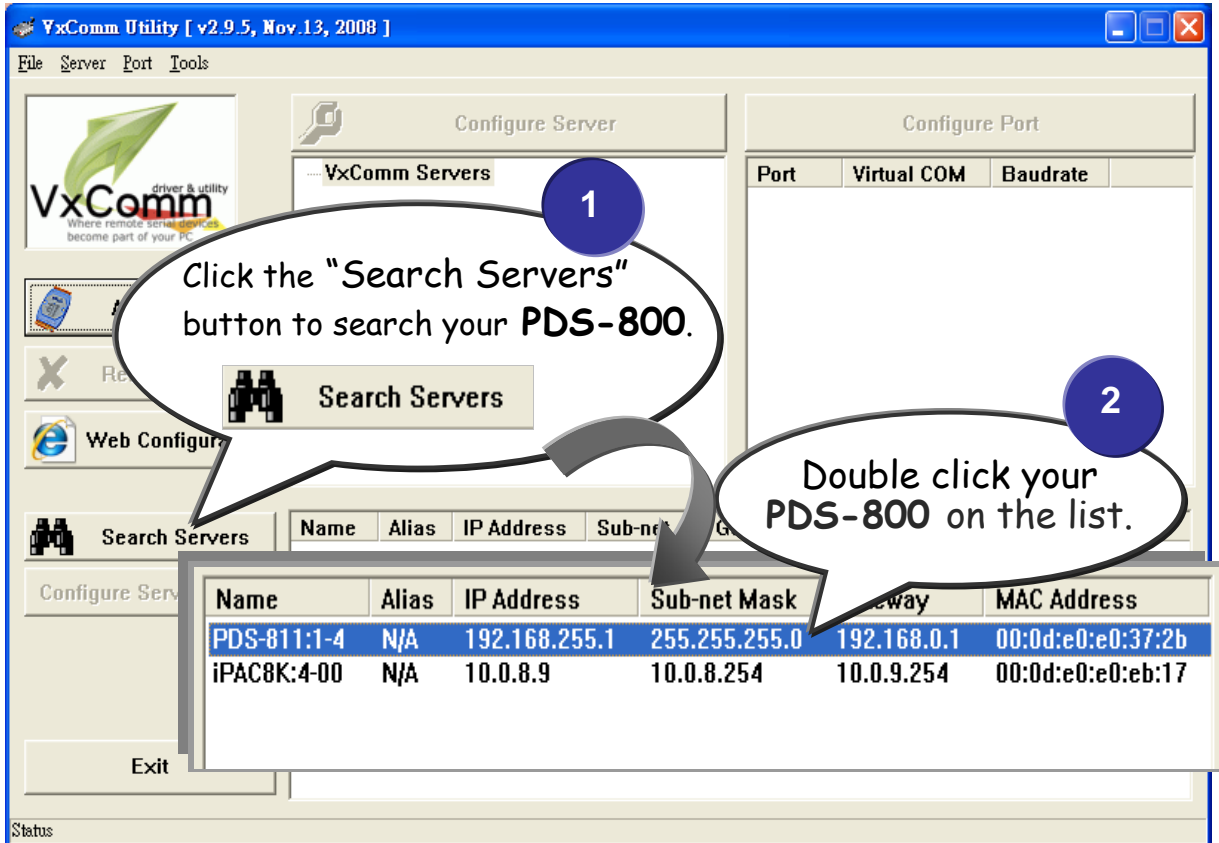 VxComm Utility [ v2.9.5, Nov.13, 2008 ]
File Server Port Tools
VxComm
driver & utility
Where remote serial devices
become part of your PC
Configure Server
Configure Port
VxComm Servers
Port Virtual COM Baudrate
1
Click the "Search Servers"
button to search your PDS-800.
Search Servers
Web Configura
2
Double click your
PDS-800 on the list.
Search Servers
Name Alias IP Address Sub-net
Configure Serv
Name Alias IP Address Sub-net Mask eway MAC Address
PDS-811:1-4 N/A 192.168.255.1 255.255.255.0 192.168.0.1 00:0d:e0:e0:37:2b
iPAC8K:4-00 N/A 10.0.8.9 10.0.8.254 10.0.9.254 00:0d:e0:e0:eb:17
Exit
Status